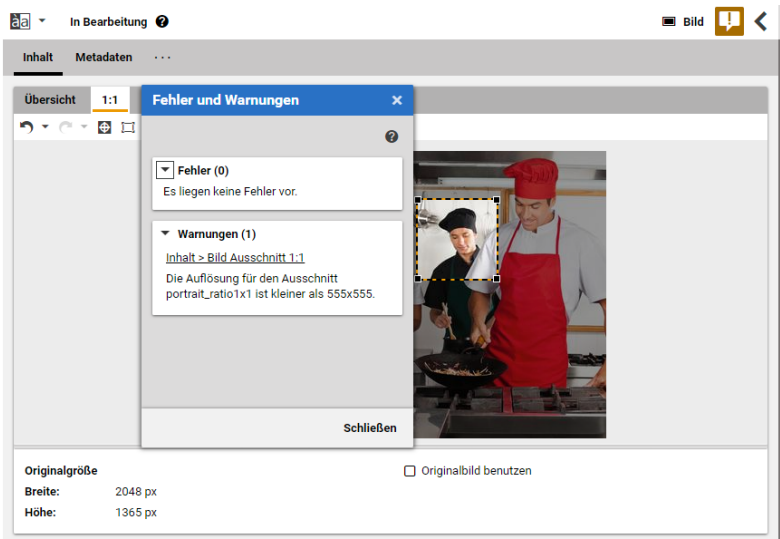 àa In Bearbeitung ? Bild
Inhalt Metadaten ...
Übersicht 1:1
Fehler und Warnungen ×
?
Fehler (0)
Es liegen keine Fehler vor.
Warnungen (1)
Inhalt > Bild Ausschnitt 1:1
Die Auflösung für den Ausschnitt
portrait_ratio1x1 ist kleiner als 555x555.
Schließen
Originalgröße
Originalbild benutzen
Breite: 2048 px
Höhe: 1365 px